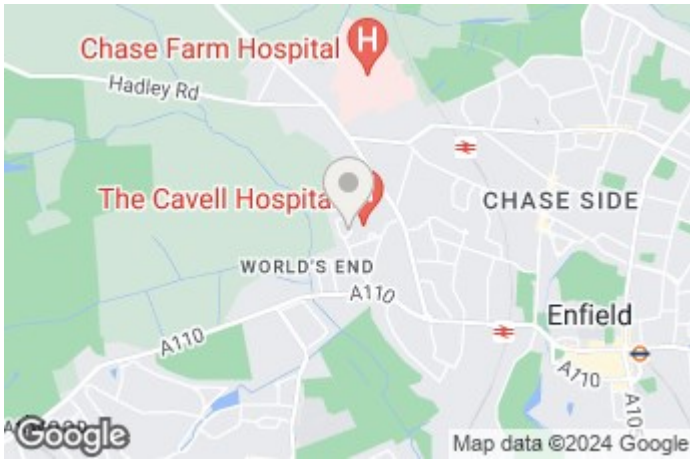 Chase Farm Hospital
H
Hadley Rd
The Cavell Hospital
CHASE SIDE
WORLD'S END
A110
A110
Enfield
A110
A105
Google
Map data ©2024 Google